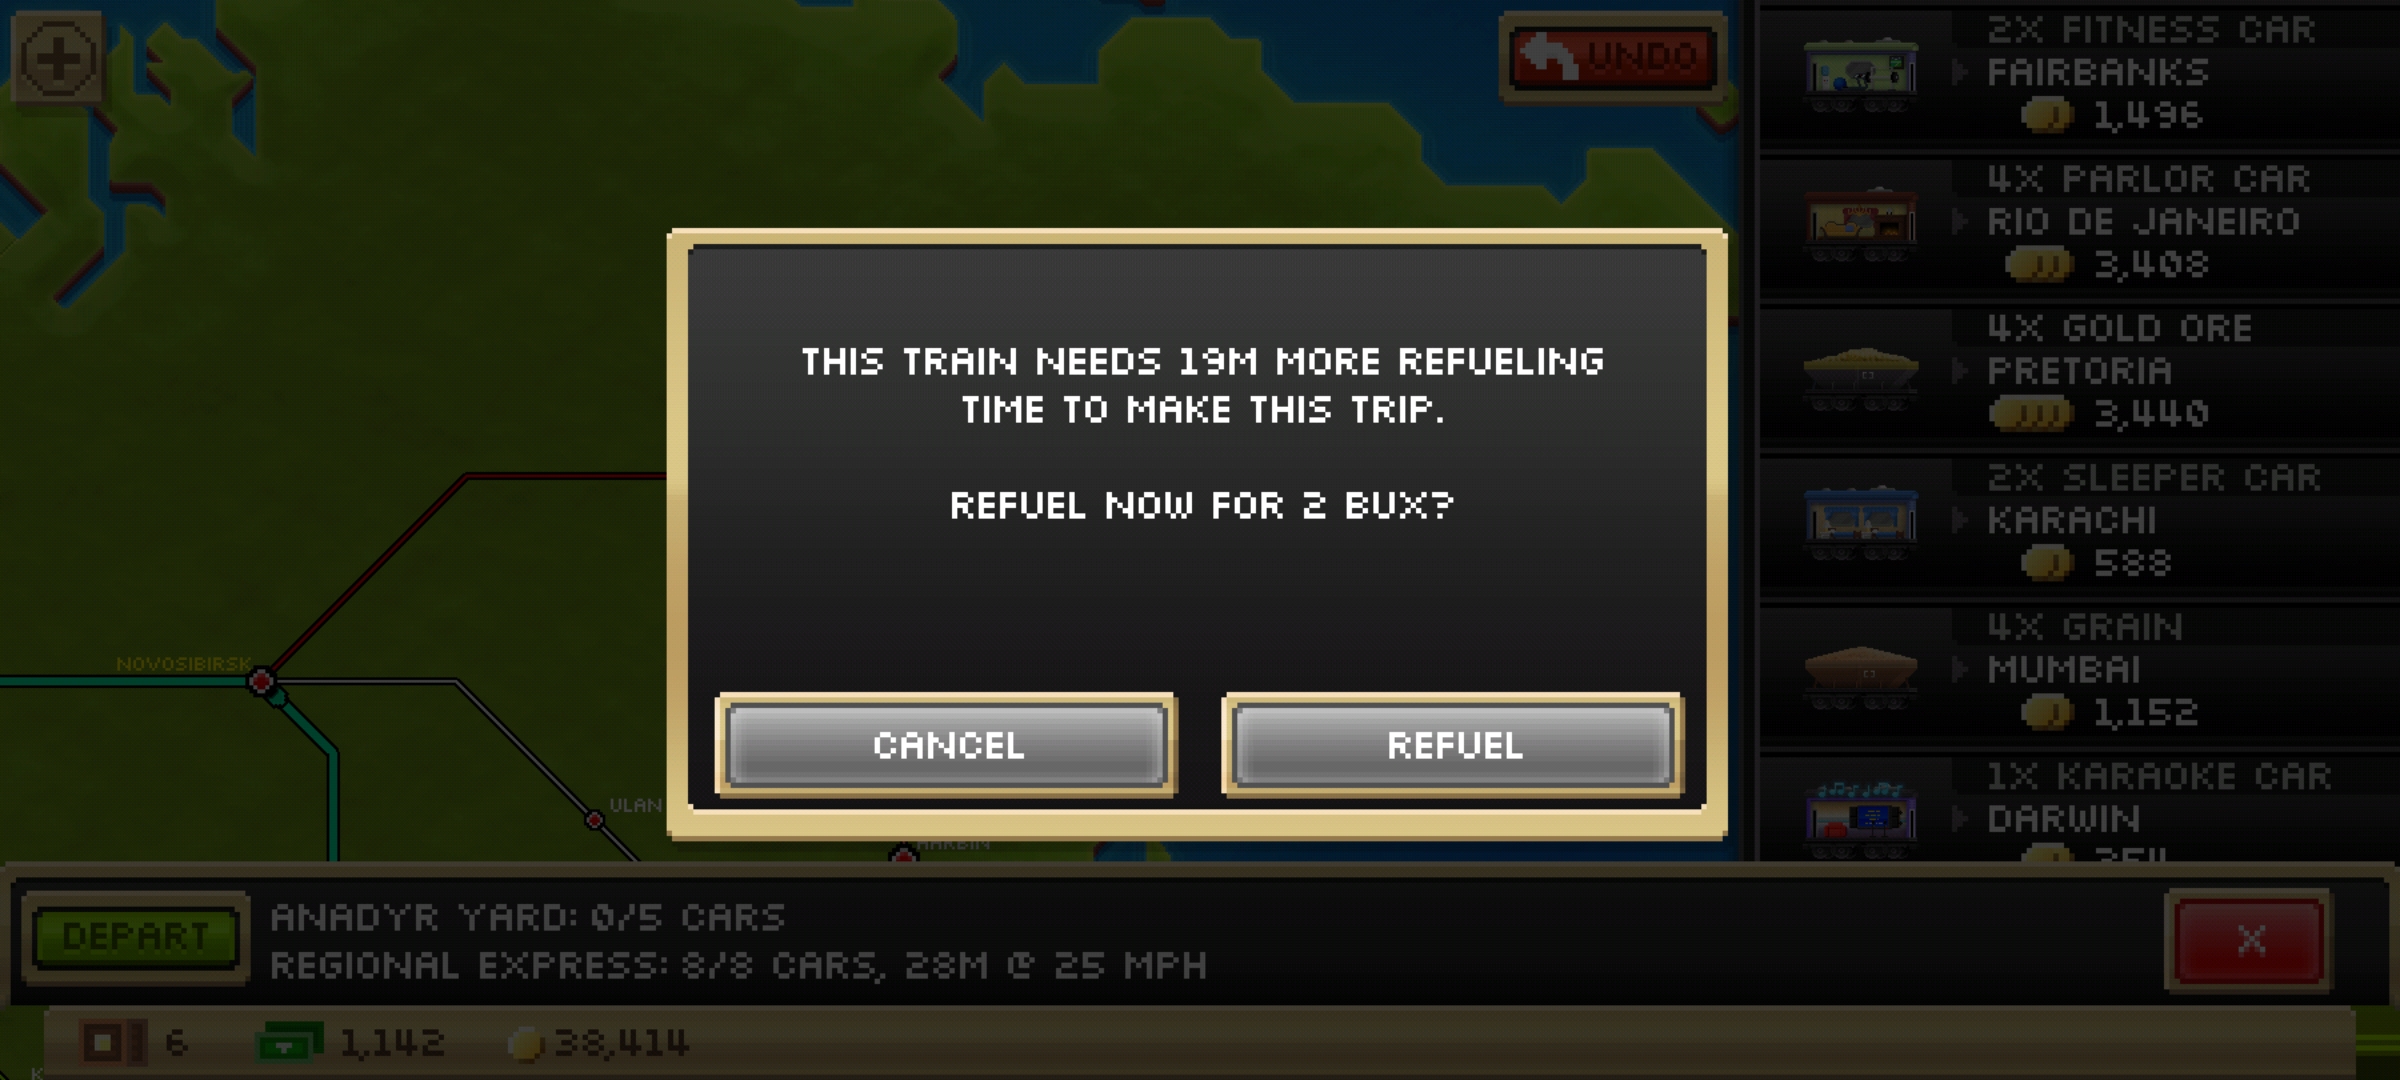 UNDO
2X FITNESS CAR
FAIRBANKS
1,496
4X PARLOR CAR
RIO DE JANEIRO
3,408
4X GOLD ORE
PRETORIA
3,440
2X SLEEPER CAR
KARACHI
588
4X GRAIN
MUMBAI
1,152
1X KARAOKE CAR
DARWIN
THIS TRAIN NEEDS 19M MORE REFUELING
TIME TO MAKE THIS TRIP.
REFUEL NOW FOR 2 BUX?
CANCEL
REFUEL
NOVOSIBIRSK
ULAN
HARBIN
DEPART
ANADYR YARD: 0/5 CARS
REGIONAL EXPRESS: 8/8 CARS, 28M @ 25 MPH
X
6
1,142
38,414
K